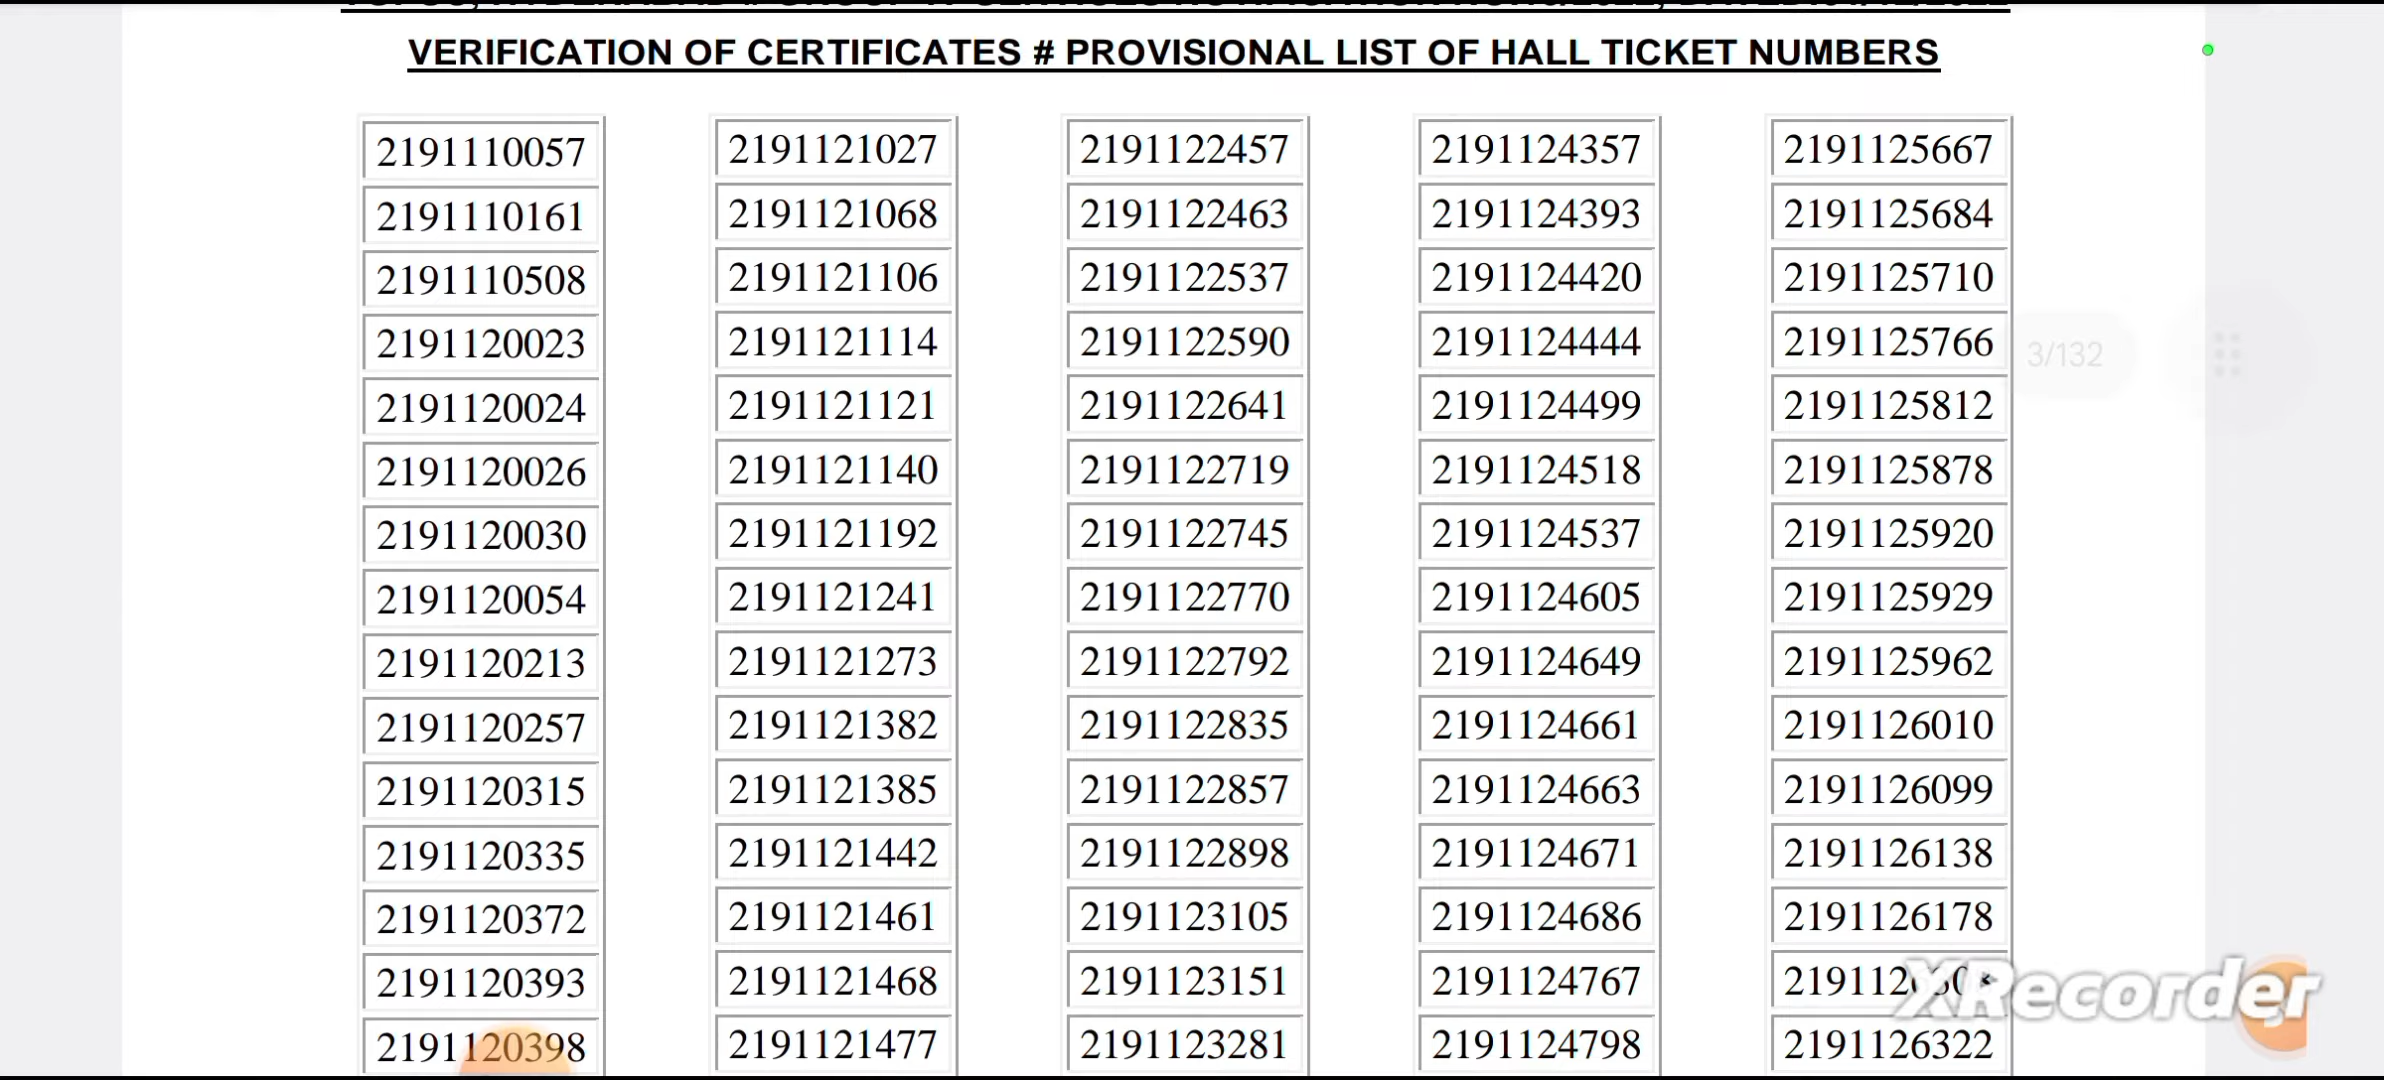 VERIFICATION OF CERTIFICATES # PROVISIONAL LIST OF HALL TICKET NUMBERS
2191110057 2191121027 2191122457 2191124357 2191125667
2191110161 2191121068 2191122463 2191124393 2191125684
2191110508 2191121106 2191122537 2191124420 2191125710
2191120023 2191121114 2191122590 2191124444 2191125766 3/132
2191120024 2191121121 2191122641 2191124499 2191125812
2191120026 2191121140 2191122719 2191124518 2191125878
2191120030 2191121192 2191122745 2191124537 2191125920
2191120054 2191121241 2191122770 2191124605 2191125929
2191120213 2191121273 2191122792 2191124649 2191125962
2191120257 2191121382 2191122835 2191124661 2191126010
2191120315 2191121385 2191122857 2191124663 2191126099
2191120335 2191121442 2191122898 2191124671 2191126138
2191120372 2191121461 2191123105 2191124686 2191126178
2191120393 2191121468 2191123151 2191124767
XRecorder
2191120398 2191121477 2191123281 2191124798 2191126322